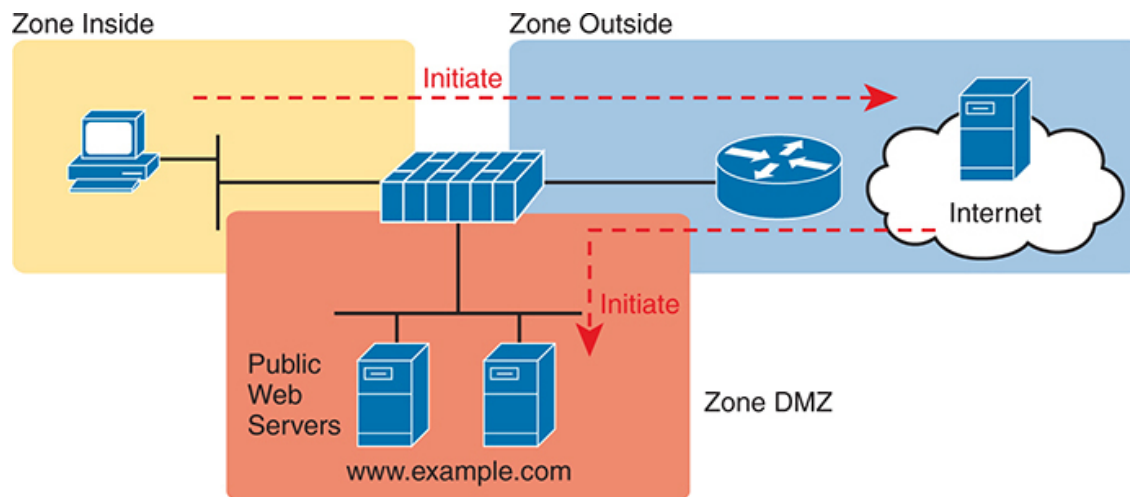 Zone Inside
Zone Outside
Initiate
Internet
Initiate
Public
Web
Servers
Zone DMZ
www.example.com